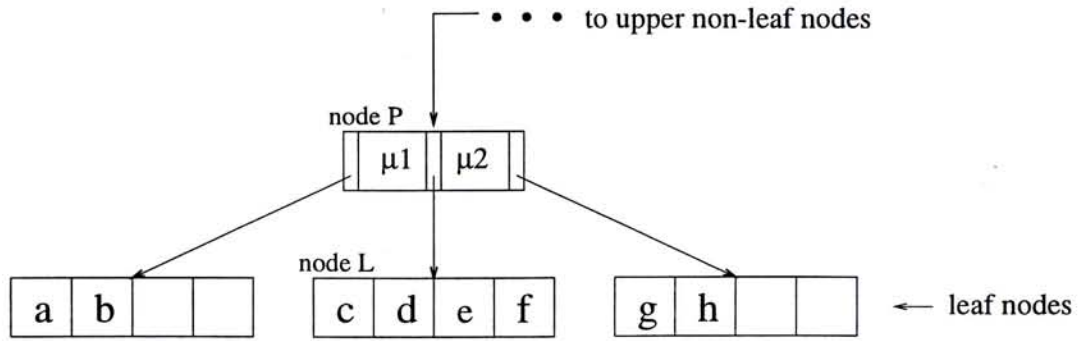 • • • to upper non-leaf nodes
node P
μ1 μ2
node L
a b c d e f g h
leaf nodes